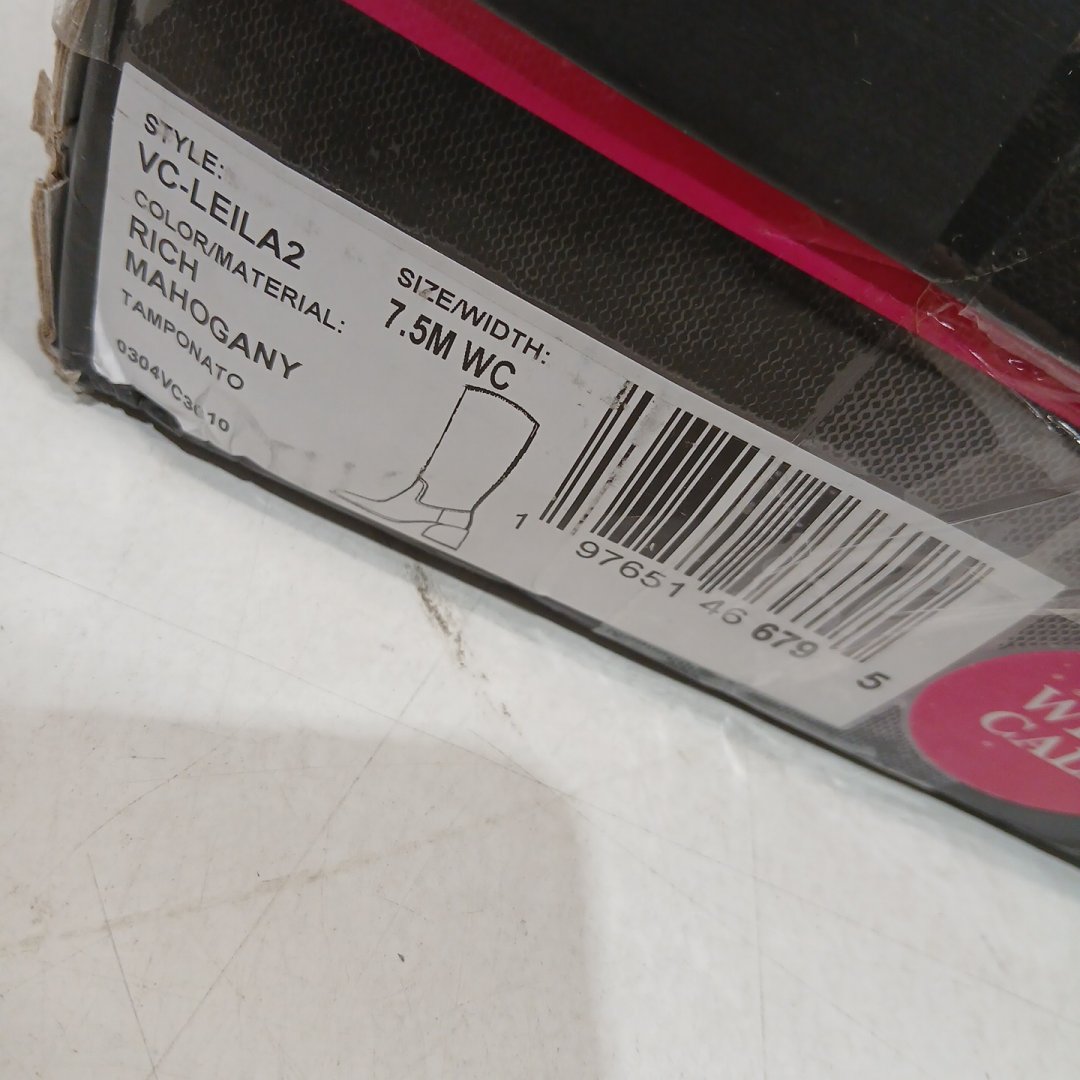 STYLE:
VC-LEILA2
COLOR/MATERIAL:
RICH
MAHOGANY
TAMPONATO
SIZE/WIDTH:
7.5M WC
1 97651 46 679 5